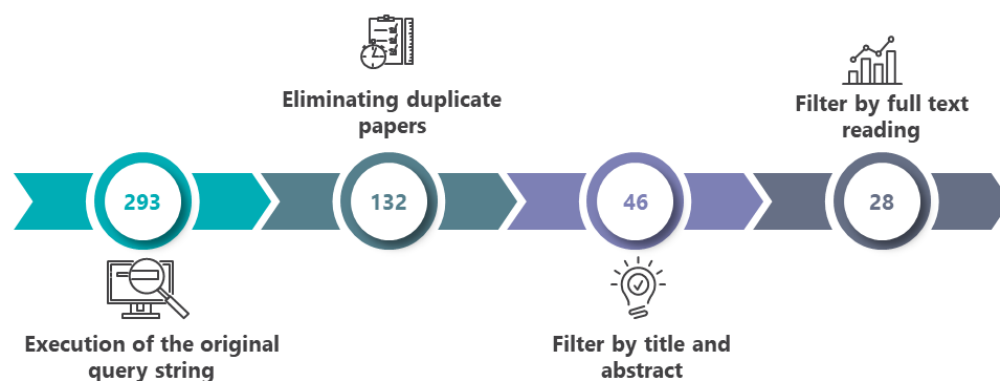 293
Execution of the original
query string
Eliminating duplicate
papers
132
46
Filter by title and
abstract
Filter by full text
reading
28